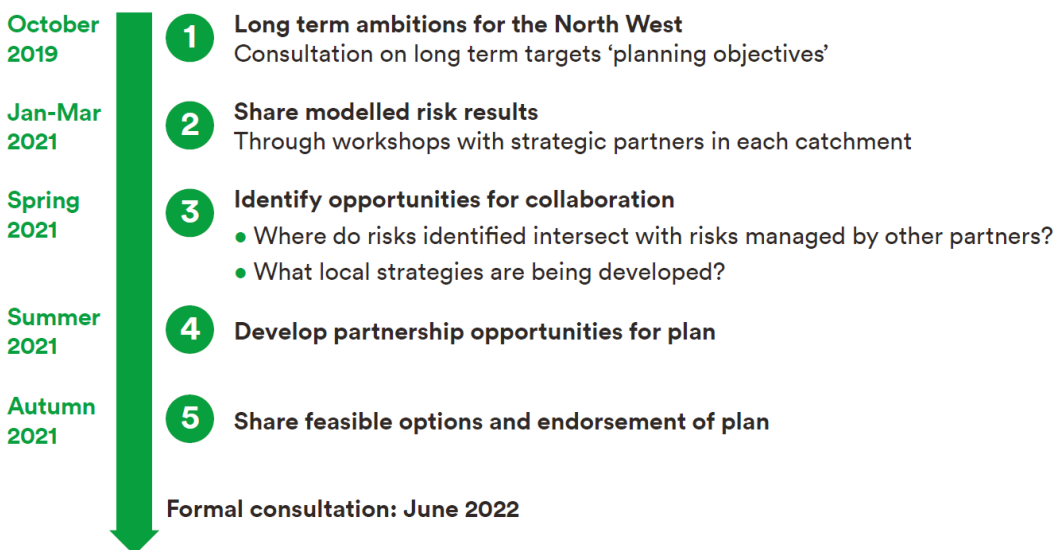 October
2019
1
Long term ambitions for the North West
Consultation on long term targets ‘planning objectives’
Jan-Mar
2021
2
Share modelled risk results
Through workshops with strategic partners in each catchment
Spring
2021
3
Identify opportunities for collaboration
• Where do risks identified intersect with risks managed by other partners?
• What local strategies are being developed?
Summer
2021
4
Develop partnership opportunities for plan
Autumn
2021
5
Share feasible options and endorsement of plan
Formal consultation: June 2022